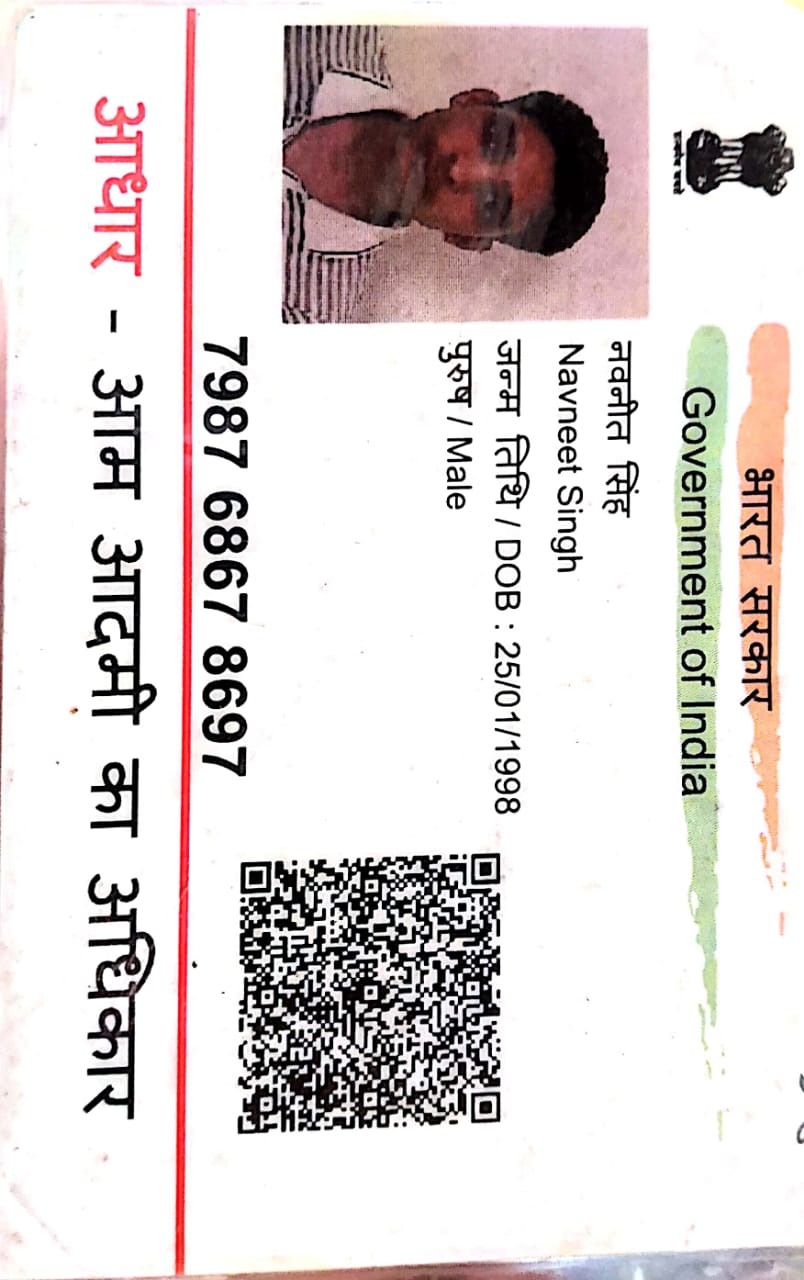 भारत सरकार
Government of India
सत्यमेव जयते
नवनीत सिंह
Navneet Singh
जन्म तिथि / DOB : 25/01/1998
पुरुष / Male
7987 6867 8697
आधार - आम आदमी का अधिकार